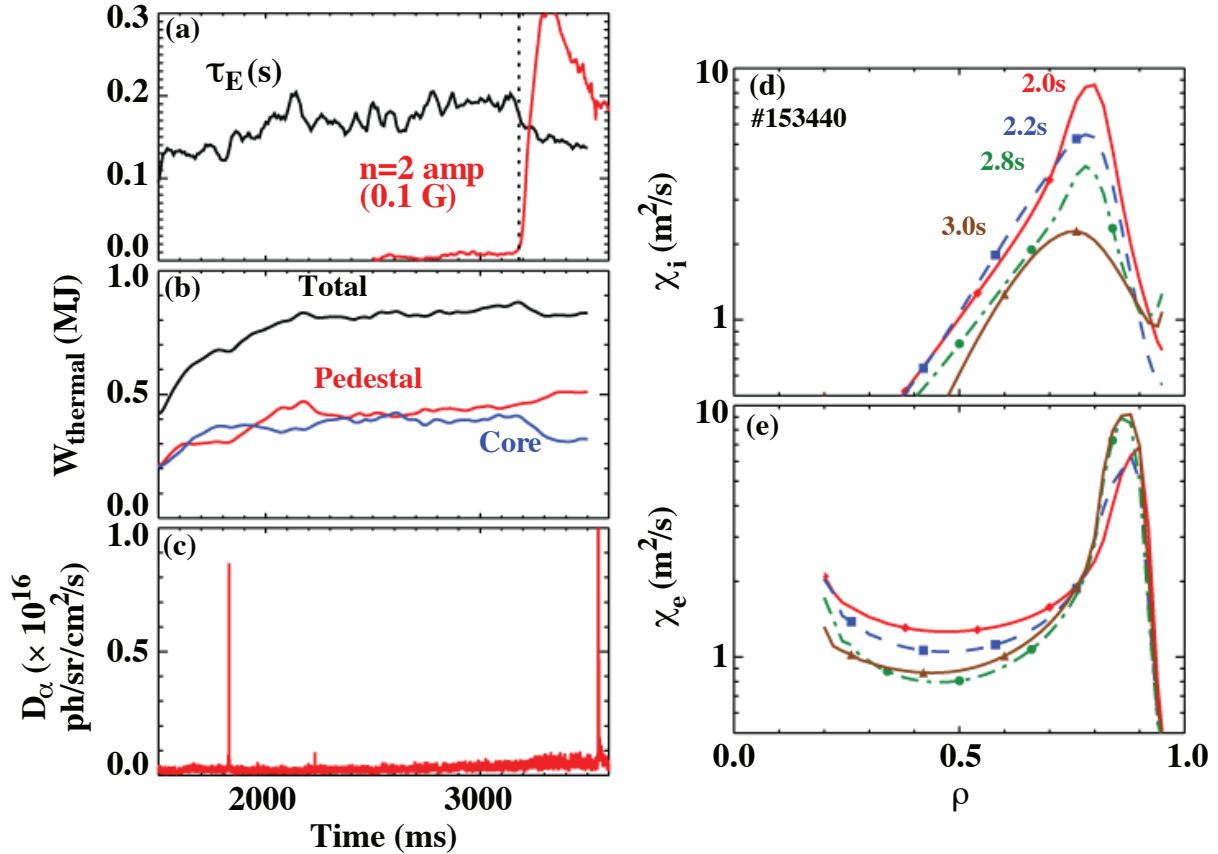 (a)
0.3
0.2
0.1
0.0
τE (s)
n=2 amp
(0.1 G)
(b)
1.0
0.5
0.0
Wthermal (MJ)
Total
Pedestal
Core
(c)
1.0
0.5
0.0
Dα (× 10^16
ph/sr/cm²/s)
2000
3000
Time (ms)
(d)
#153440
10
1
χi (m²/s)
2.0s
2.2s
2.8s
3.0s
(e)
10
1
χe (m²/s)
0.0
0.5
1.0
ρ